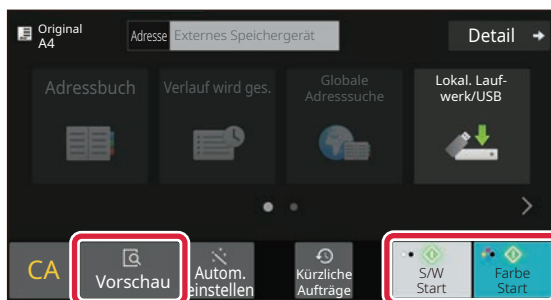 Original
A4
Adresse Externes Speichergerät
Detail
Adressbuch
Verlauf wird ges.
Globale
Adresssuche
Lokal. Lauf-
werk/USB
CA
Vorschau
Autom.
einstellen
Kürzliche
Aufträge
S/W
Start
Farbe
Start